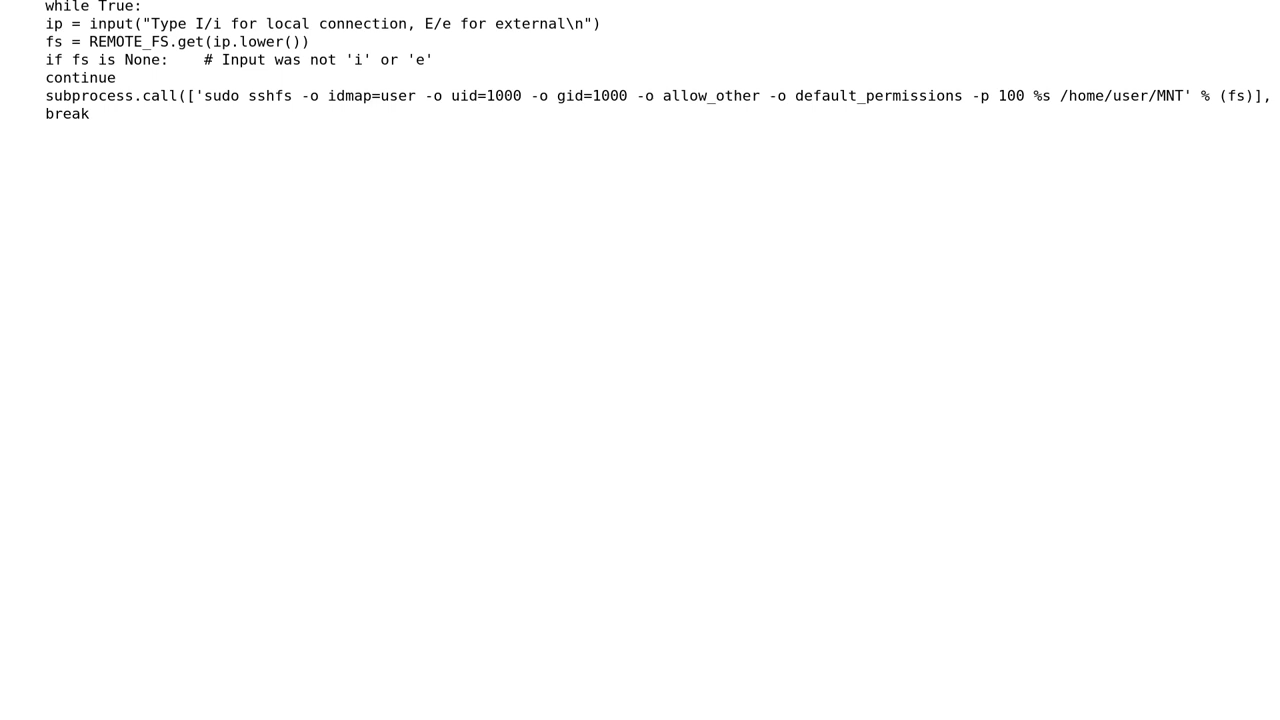 while True:
ip = input("Type I/i for local connection, E/e for external\n")
fs = REMOTE_FS.get(ip.lower())
if fs is None:    # Input was not 'i' or 'e'
continue
subprocess.call(['sudo sshfs -o idmap=user -o uid=1000 -o gid=1000 -o allow_other -o default_permissions -p 100 %s /home/user/MNT' % (fs)],
break